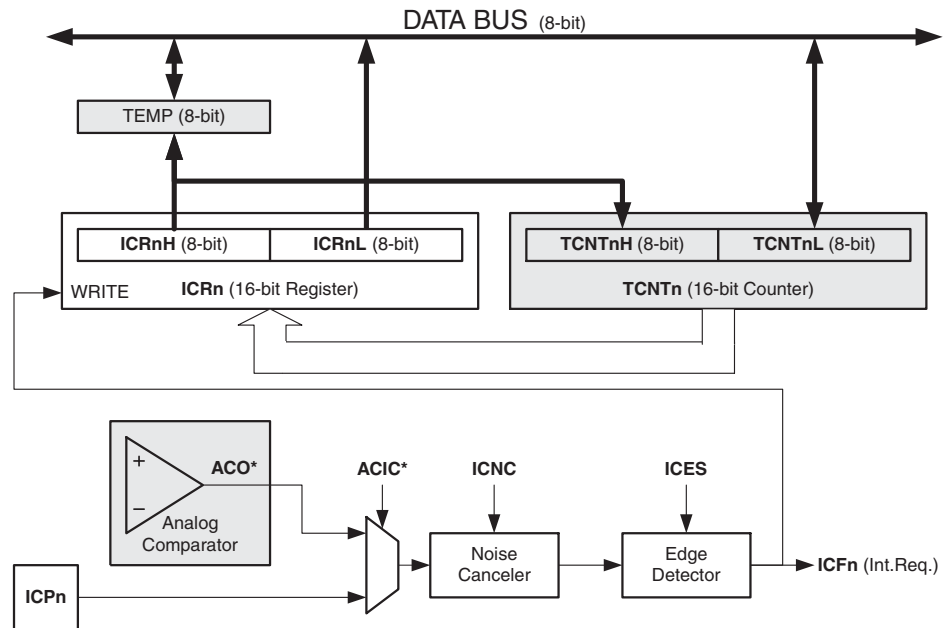 DATA BUS (8-bit)
TEMP (8-bit)
ICRnH (8-bit)
ICRnL (8-bit)
TCNTnH (8-bit)
TCNTnL (8-bit)
WRITE
ICRn (16-bit Register)
TCNTn (16-bit Counter)
+
−
ACO*
Analog
Comparator
ACIC*
ICNC
ICES
Noise
Canceler
Edge
Detector
ICFn (Int.Req.)
ICPn